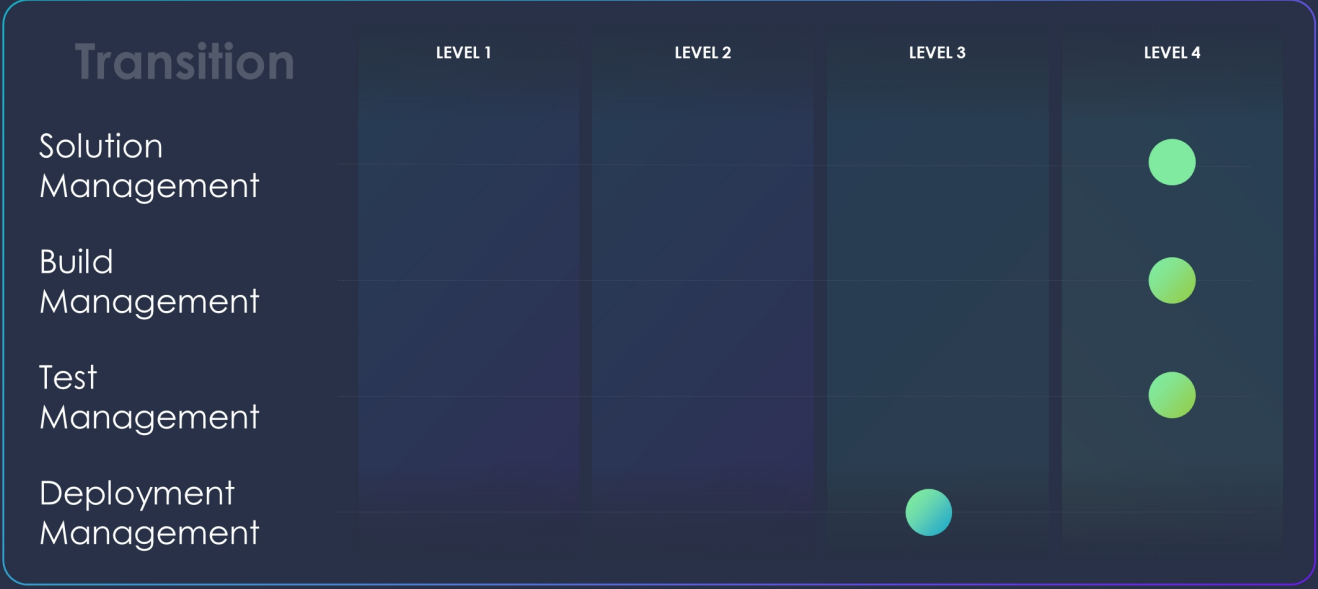 Transition
LEVEL 1
LEVEL 2
LEVEL 3
LEVEL 4
Solution
Management
Build
Management
Test
Management
Deployment
Management